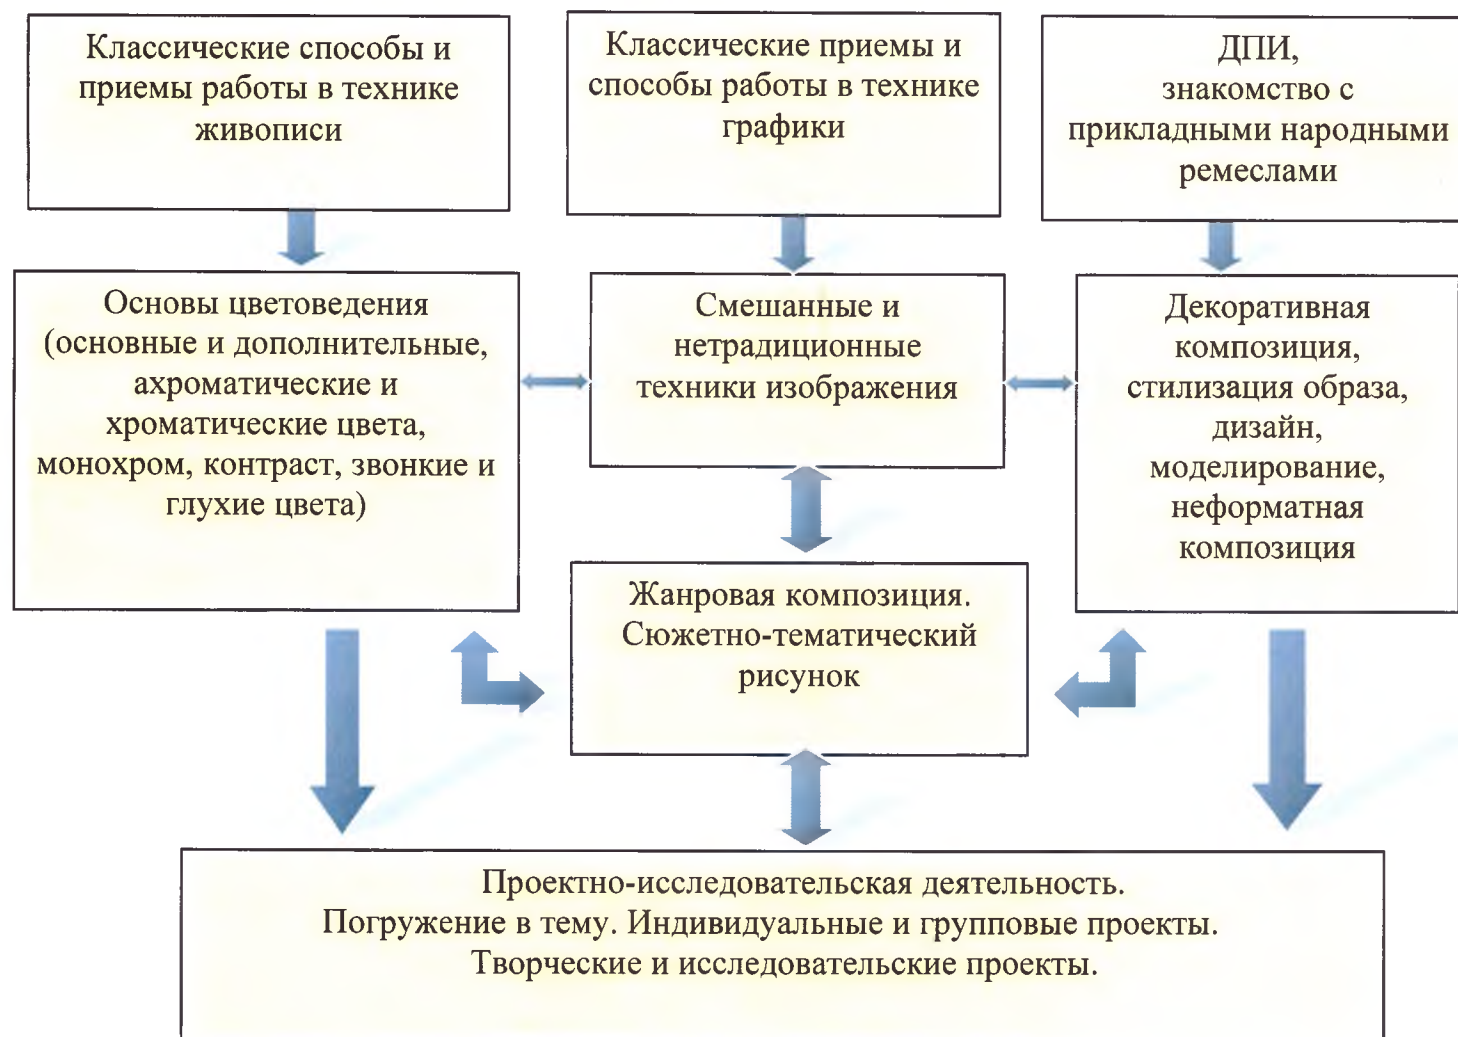 Классические способы и
приемы работы в технике
живописи
Классические приемы и
способы работы в технике
графики
ДПИ,
знакомство с
прикладными народными
ремеслами
Основы цветоведения
(основные и дополнительные,
ахроматические и
хроматические цвета,
монохром, контраст, звонкие и
глухие цвета)
Смешанные и
нетрадиционные
техники изображения
Декоративная
композиция,
стилизация образа,
дизайн,
моделирование,
неформатная
композиция
Жанровая композиция.
Сюжетно-тематический
рисунок
Проектно-исследовательская деятельность.
Погружение в тему. Индивидуальные и групповые проекты.
Творческие и исследовательские проекты.